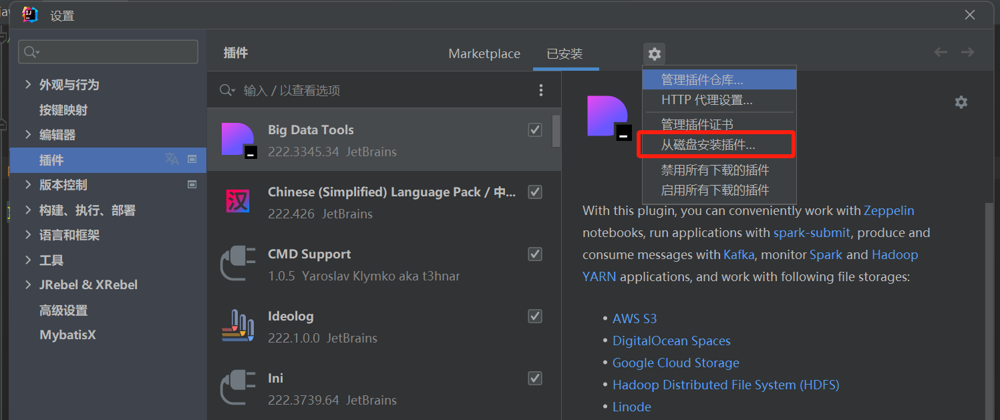 设置
插件
Marketplace
已安装
外观与行为
按键映射
编辑器
插件
版本控制
构建、执行、部署
语言和框架
工具
JRebel & XRebel
高级设置
MybatisX
输入 / 以查看选项
Big Data Tools
222.3345.34 JetBrains
Chinese (Simplified) Language Pack / 中...
222.426 JetBrains
CMD Support
1.0.5 Yaroslav Klymko aka t3hnar
Ideolog
222.1.0.0 JetBrains
Ini
222.3739.64 JetBrains
管理插件仓库...
HTTP 代理设置...
管理插件证书
从磁盘安装插件...
禁用所有下载的插件
启用所有下载的插件
With this plugin, you can conveniently work with Zeppelin
notebooks, run applications with spark-submit, produce and
consume messages with Kafka, monitor Spark and Hadoop
YARN applications, and work with following file storages:
• AWS S3
• DigitalOcean Spaces
• Google Cloud Storage
• Hadoop Distributed File System (HDFS)
• Linode